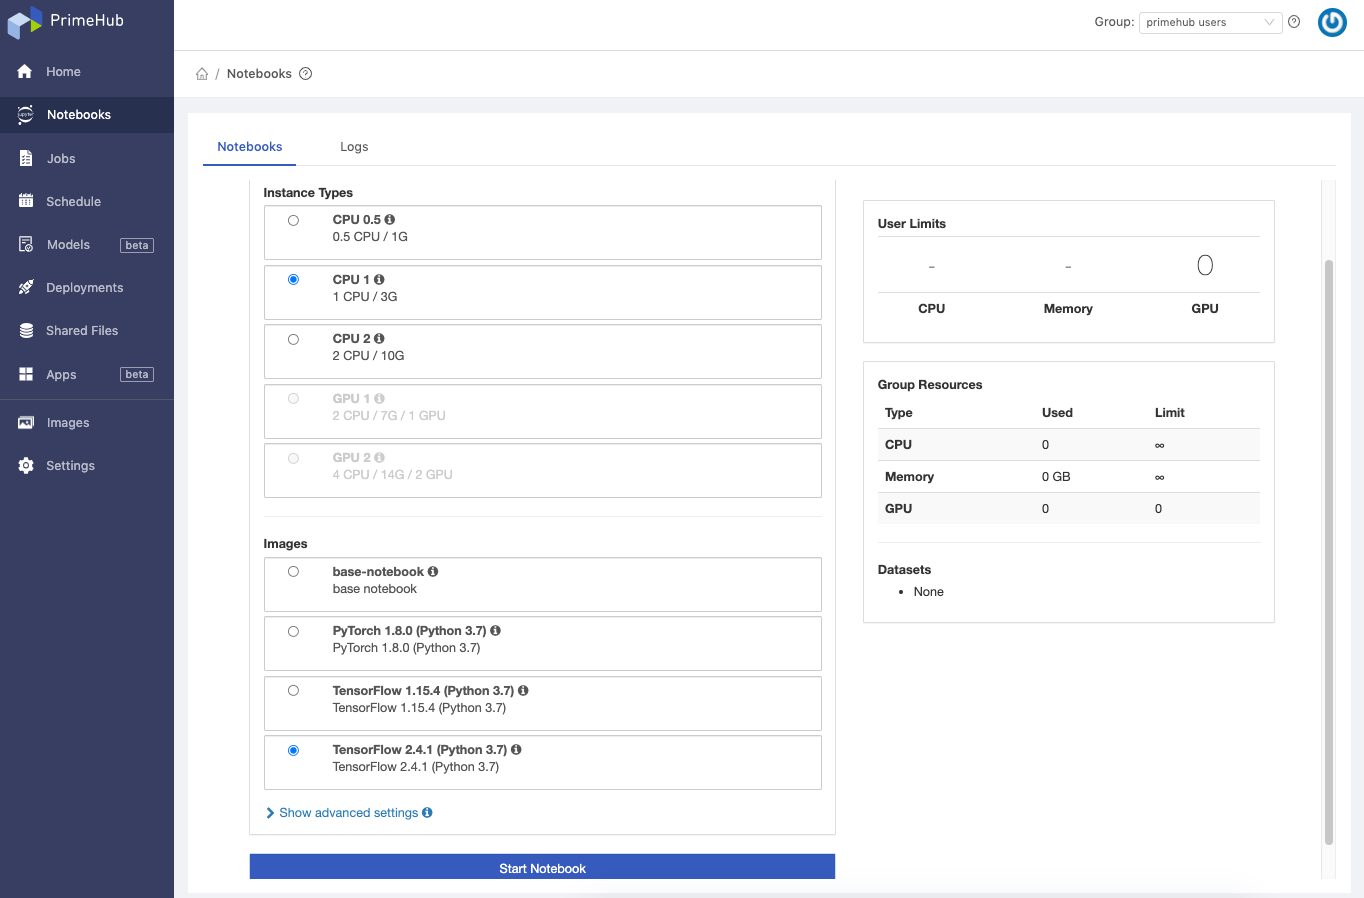 PrimeHub
Group: primehub users
Home
Notebooks
Jobs
Schedule
Models beta
Deployments
Shared Files
Apps beta
Images
Settings
/ Notebooks
Notebooks Logs
Instance Types
CPU 0.5
0.5 CPU / 1G
CPU 1
1 CPU / 3G
CPU 2
2 CPU / 10G
GPU 1
2 CPU / 7G / 1 GPU
GPU 2
4 CPU / 14G / 2 GPU
Images
base-notebook
base notebook
PyTorch 1.8.0 (Python 3.7)
PyTorch 1.8.0 (Python 3.7)
TensorFlow 1.15.4 (Python 3.7)
TensorFlow 1.15.4 (Python 3.7)
TensorFlow 2.4.1 (Python 3.7)
TensorFlow 2.4.1 (Python 3.7)
Show advanced settings
Start Notebook
User Limits
- - 0
CPU Memory GPU
Group Resources
Type Used Limit
CPU 0 ∞
Memory 0 GB ∞
GPU 0 0
Datasets
• None